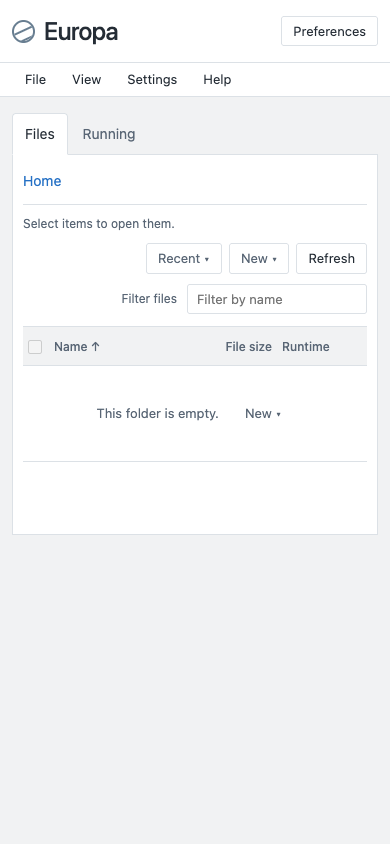 Europa
Preferences
File View Settings Help
Files Running
Home
Select items to open them.
Recent ▾ New ▾ Refresh
Filter files Filter by name
Name ↑ File size Runtime
This folder is empty. New ▾